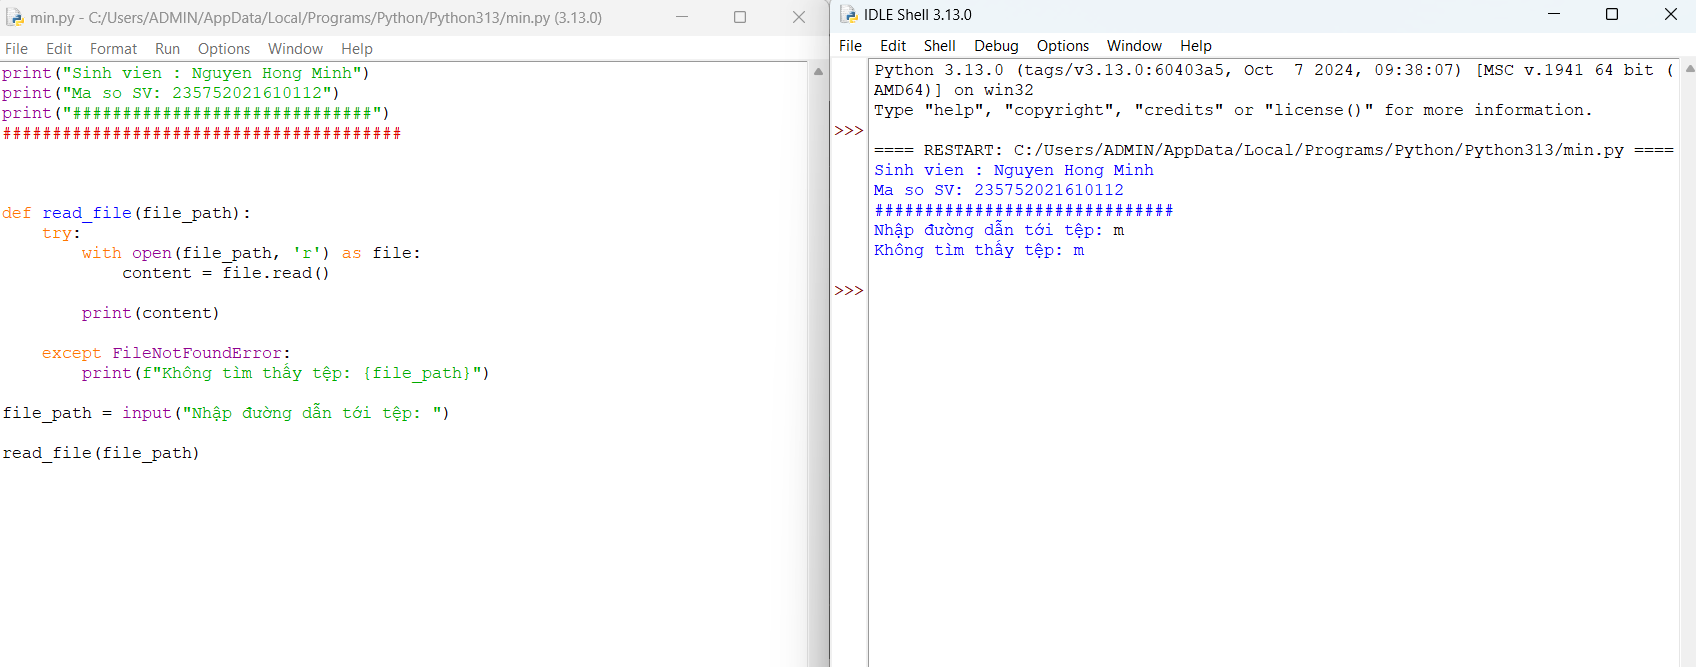 min.py - C:/Users/ADMIN/AppData/Local/Programs/Python/Python313/min.py (3.13.0)
File Edit Format Run Options Window Help
print("Sinh vien : Nguyen Hong Minh")
print("Ma so SV: 235752021610112")
print("##############################")
########################################
def read_file(file_path):
    try:
        with open(file_path, 'r') as file:
            content = file.read()
        print(content)
    except FileNotFoundError:
        print(f"Không tìm thấy tệp: {file_path}")
file_path = input("Nhập đường dẫn tới tệp: ")
read_file(file_path)
IDLE Shell 3.13.0
File Edit Shell Debug Options Window Help
Python 3.13.0 (tags/v3.13.0:60403a5, Oct  7 2024, 09:38:07) [MSC v.1941 64 bit (
AMD64)] on win32
Type "help", "copyright", "credits" or "license()" for more information.
>>>
==== RESTART: C:/Users/ADMIN/AppData/Local/Programs/Python/Python313/min.py ====
Sinh vien : Nguyen Hong Minh
Ma so SV: 235752021610112
##############################
Nhập đường dẫn tới tệp: m
Không tìm thấy tệp: m
>>>